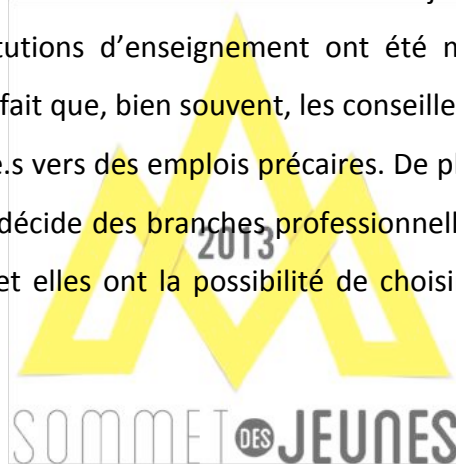 tutions d'enseignement ont été m
fait que, bien souvent, les conseille
e.s vers des emplois précaires. De pl
décide des branches professionnell
2013
et elles ont la possibilité de choisi
SOMMET DES JEUNES